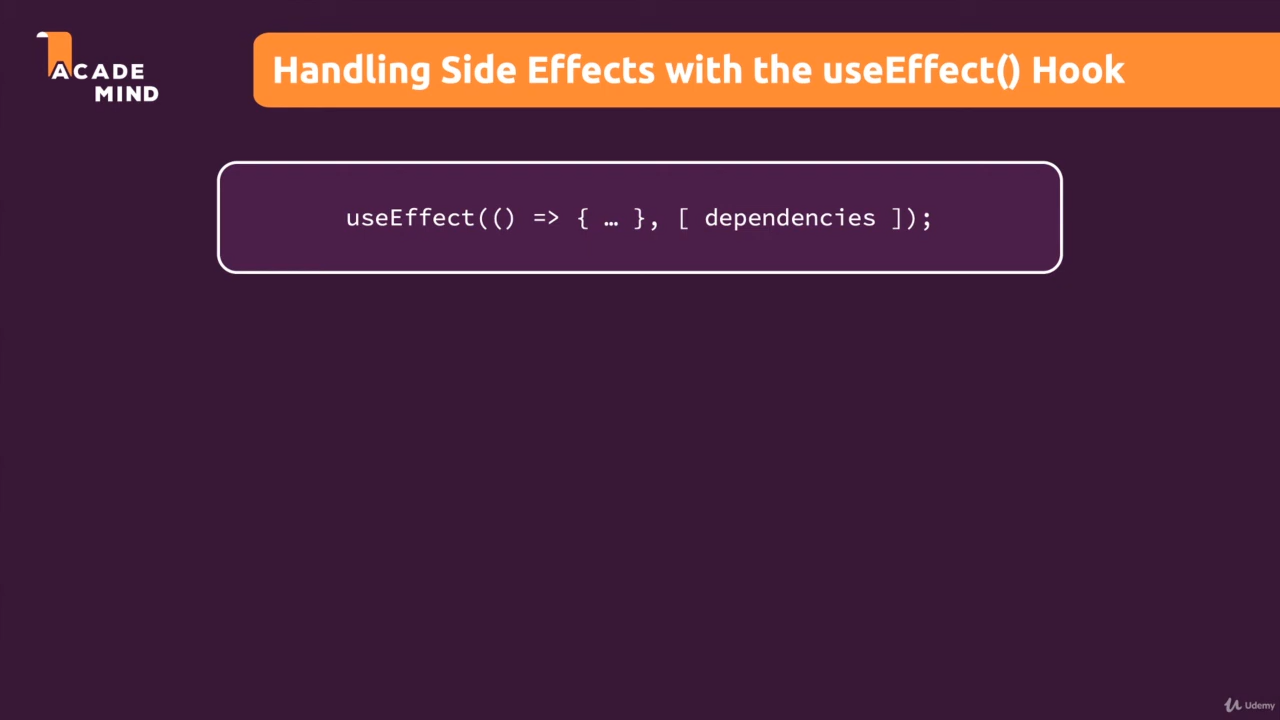 ACADE
MIND
Handling Side Effects with the useEffect() Hook
useEffect(() => { … }, [ dependencies ]);
Udemy